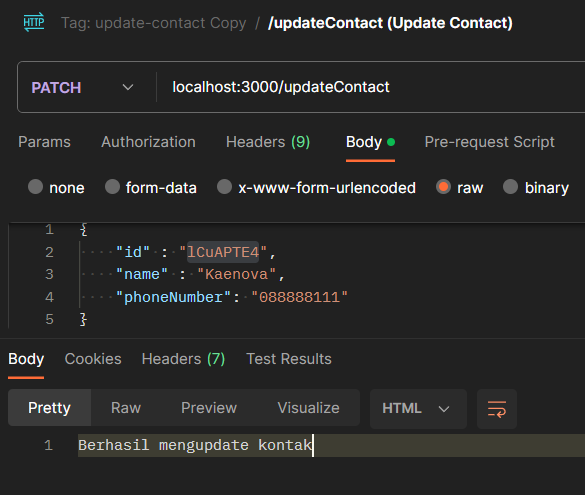 HTTP Tag: update-contact Copy / /updateContact (Update Contact)
PATCH localhost:3000/updateContact
Params Authorization Headers (9) Body Pre-request Script
none form-data x-www-form-urlencoded raw binary
1 {
2 "id" : "lCuAPTE4",
3 "name" : "Kaenova",
4 "phoneNumber": "088888111"
5 }
Body Cookies Headers (7) Test Results
Pretty Raw Preview Visualize HTML
1 Berhasil mengupdate kontak